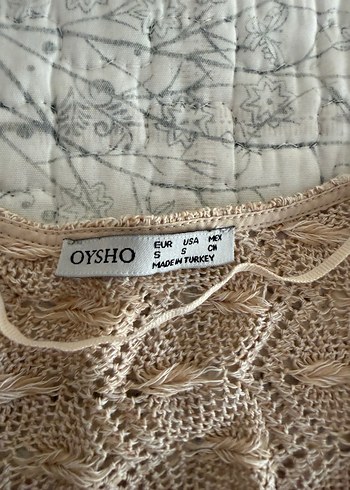 OYSHO
EUR USA MEX
S S CH
MADE IN TURKEY